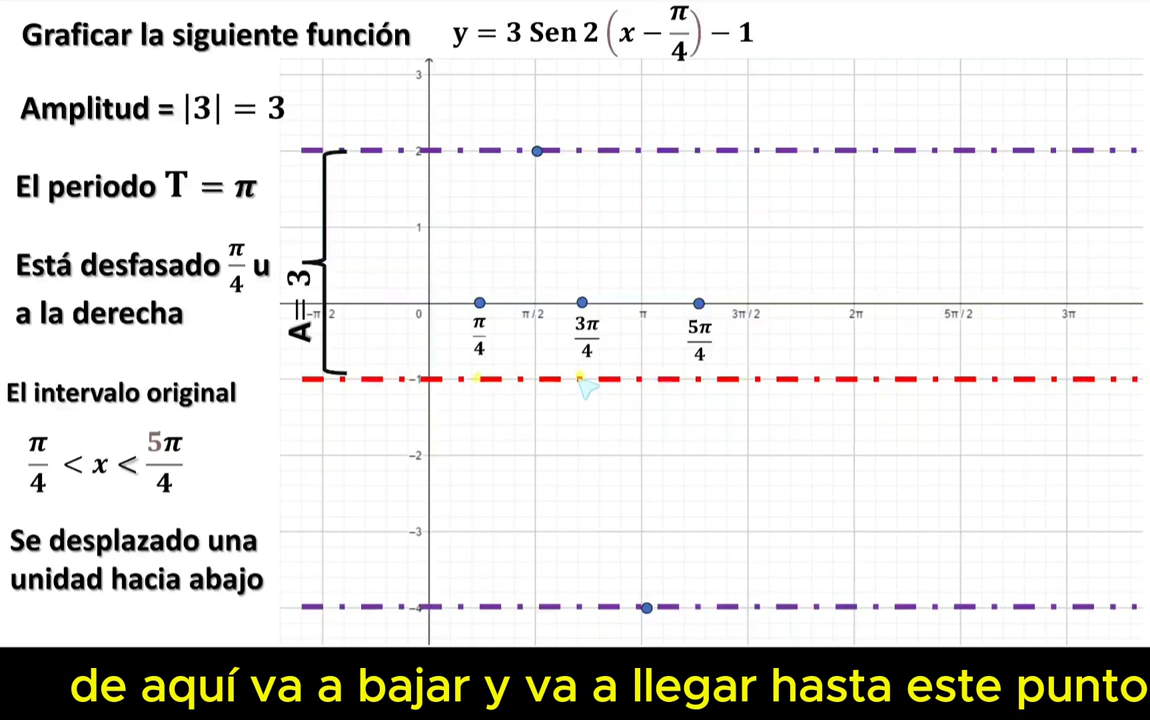 Graficar la siguiente función y = 3 Sen 2 (x − π/4) − 1
Amplitud = |3| = 3
El periodo T = π
Está desfasado π/4 u
a la derecha
El intervalo original
π/4 < x < 5π/4
Se desplazado una
unidad hacia abajo
A= 3
3
2
1
-π/2 0 π/2 π 3π/2 2π 5π/2 3π
π/4 3π/4 5π/4
-1
-2
-3
-4
de aquí va a bajar y va a llegar hasta este punto